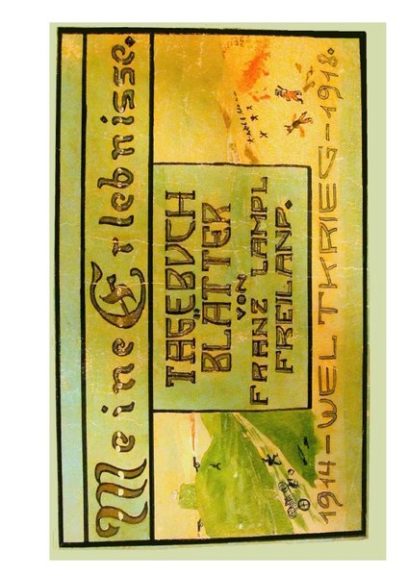 Meine Erlebnisse.
TAGEBUCH
BLÄTTER
VON
FRANZ LAMPL
FREILAND.
1914-WELTKRIEG-1918.